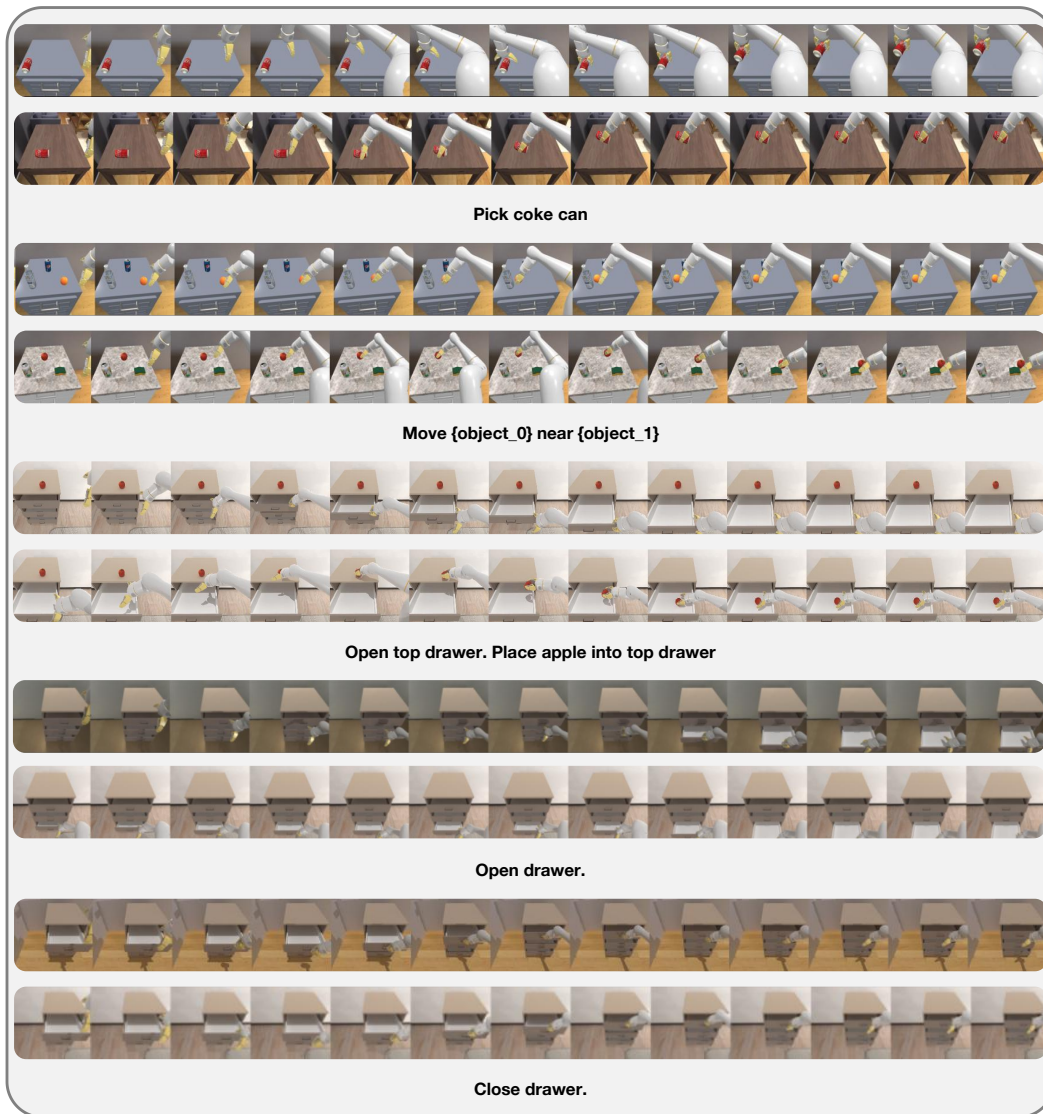 Pick coke can
Move {object_0} near {object_1}
Open top drawer. Place apple into top drawer
Open drawer.
Close drawer.